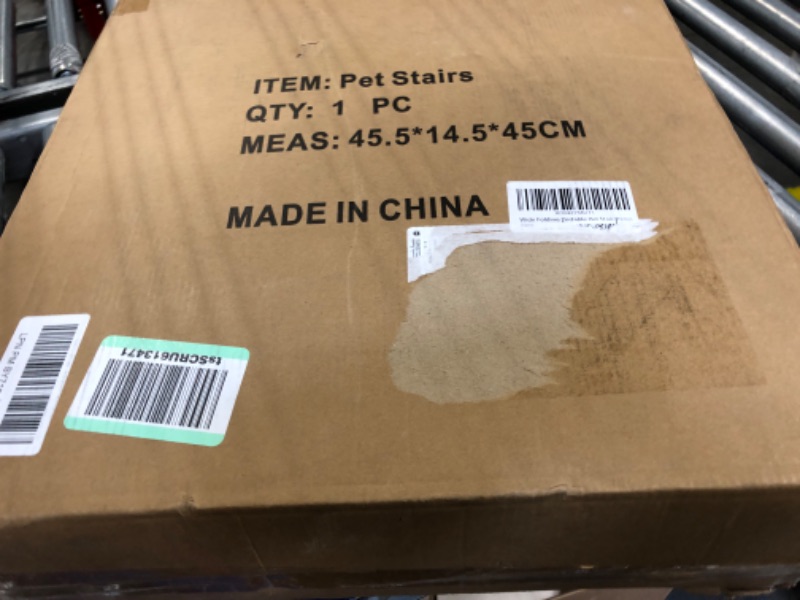 ITEM: Pet Stairs
QTY: 1 PC
MEAS: 45.5*14.5*45CM
MADE IN CHINA
tsSCRU613471